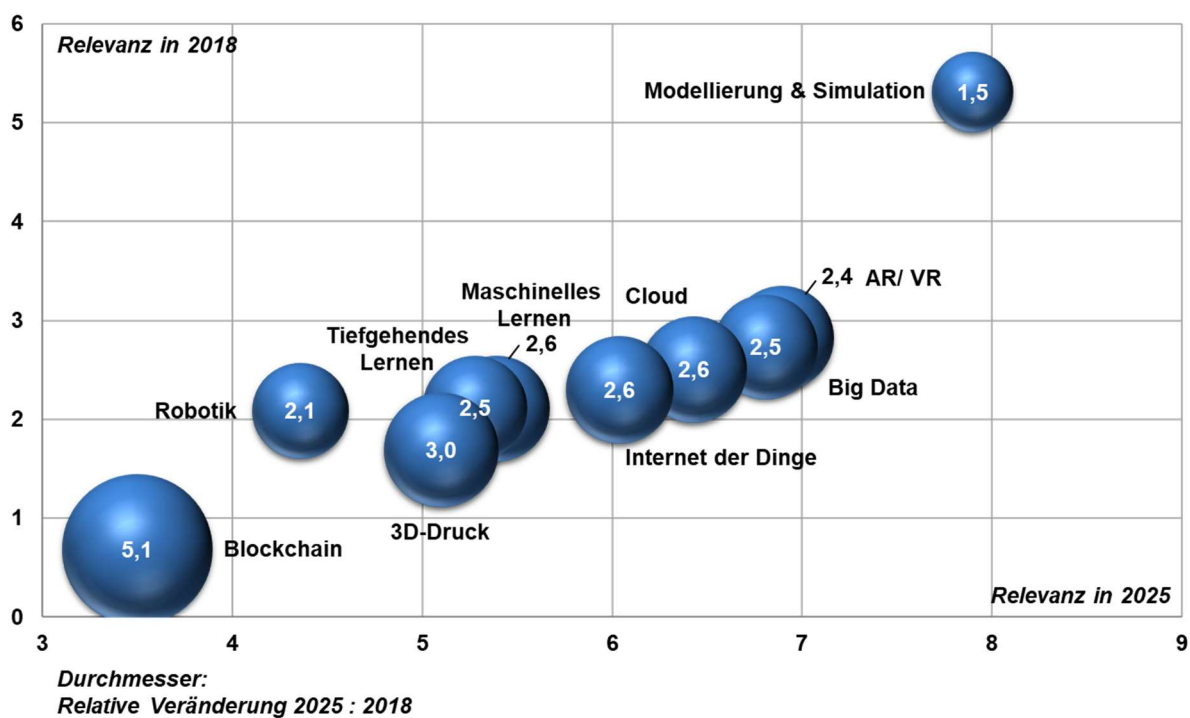 6
Relevanz in 2018
Modellierung & Simulation
1,5
5
4
2,4 AR/ VR
Maschinelles
Lernen
Cloud
3
Tiefgehendes
Lernen
2,6
2,5
2,6
2,6
Big Data
Robotik
2,1
2,5
2
3,0
Internet der Dinge
3D-Druck
1
5,1
Blockchain
Relevanz in 2025
0
3 4 5 6 7 8 9
Durchmesser:
Relative Veränderung 2025 : 2018